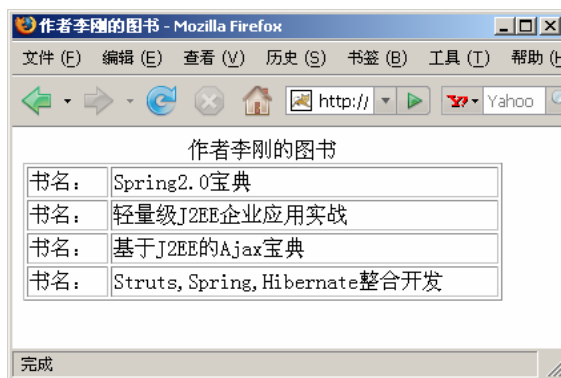 作者李刚的图书 - Mozilla Firefox
文件 (F) 编辑 (E) 查看 (V) 历史 (S) 书签 (B) 工具 (T) 帮助 (H
http:// Yahoo
作者李刚的图书
书名: Spring2.0宝典
书名: 轻量级J2EE企业应用实战
书名: 基于J2EE的Ajax宝典
书名: Struts,Spring,Hibernate整合开发
完成